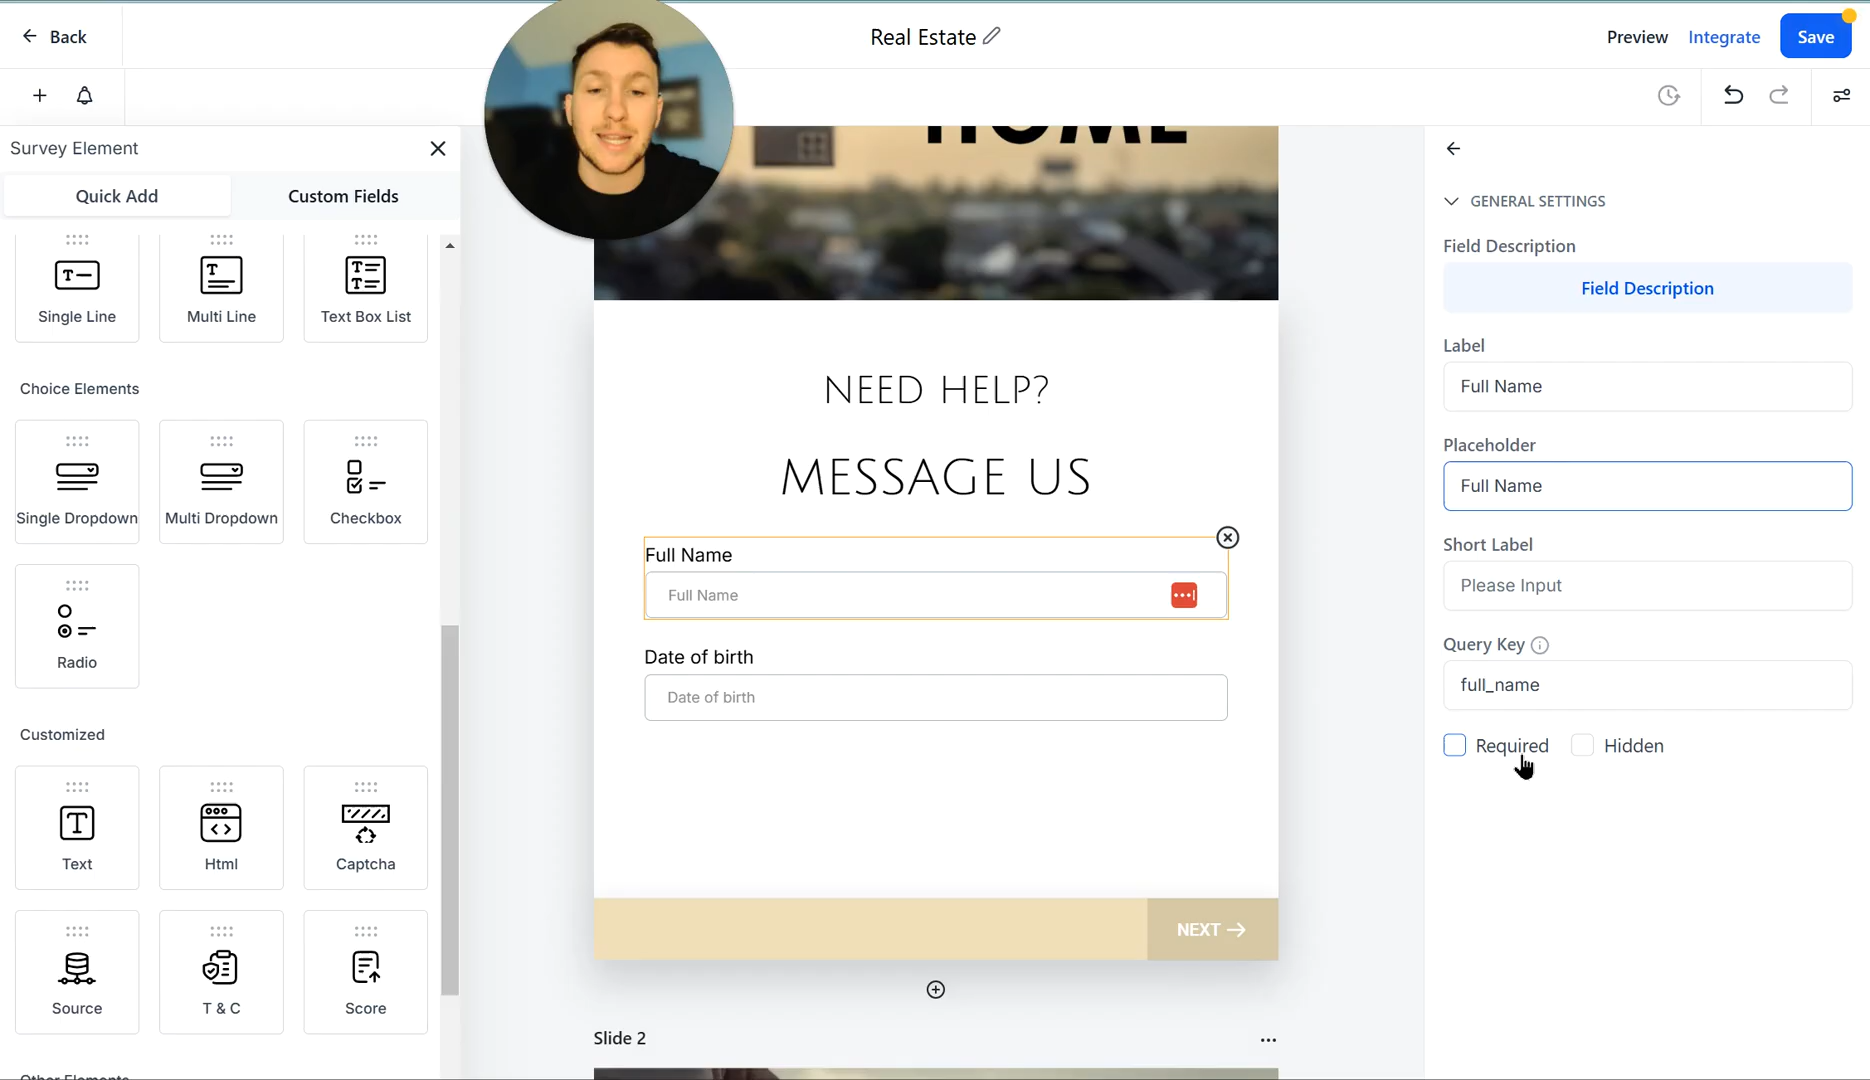 Back
Real Estate
Preview
Integrate
Save
Survey Element
Quick Add
Custom Fields
Single Line
Multi Line
Text Box List
Choice Elements
Single Dropdown
Multi Dropdown
Checkbox
Radio
Customized
Text
Html
Captcha
Source
T & C
Score
Other Elements
HOME
NEED HELP?
MESSAGE US
Full Name
Full Name
Date of birth
Date of birth
NEXT
Slide 2
GENERAL SETTINGS
Field Description
Field Description
Label
Full Name
Placeholder
Full Name
Short Label
Please Input
Query Key
full_name
Required
Hidden